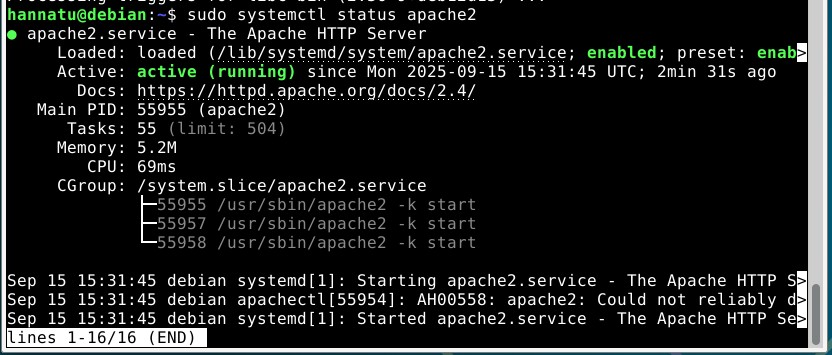 hannatu@debian:~$ sudo systemctl status apache2
● apache2.service - The Apache HTTP Server
     Loaded: loaded (/lib/systemd/system/apache2.service; enabled; preset: enab>
     Active: active (running) since Mon 2025-09-15 15:31:45 UTC; 2min 31s ago
       Docs: https://httpd.apache.org/docs/2.4/
   Main PID: 55955 (apache2)
      Tasks: 55 (limit: 504)
     Memory: 5.2M
        CPU: 69ms
     CGroup: /system.slice/apache2.service
             ├─55955 /usr/sbin/apache2 -k start
             ├─55957 /usr/sbin/apache2 -k start
             └─55958 /usr/sbin/apache2 -k start
Sep 15 15:31:45 debian systemd[1]: Starting apache2.service - The Apache HTTP S>
Sep 15 15:31:45 debian apachectl[55954]: AH00558: apache2: Could not reliably d>
Sep 15 15:31:45 debian systemd[1]: Started apache2.service - The Apache HTTP Se>
lines 1-16/16 (END)